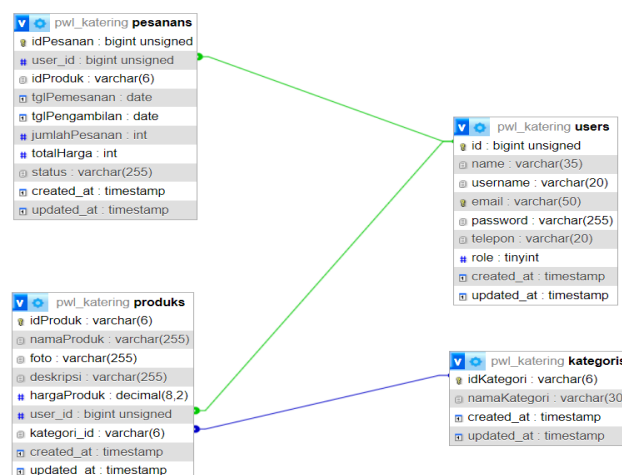 v pwl_katering pesanans
idPesanan : bigint unsigned
# user_id : bigint unsigned
idProduk : varchar(6)
tglPemesanan : date
tglPengambilan : date
# jumlahPesanan : int
# totalHarga : int
status : varchar(255)
created_at : timestamp
updated_at : timestamp
v pwl_katering users
id : bigint unsigned
name : varchar(35)
username : varchar(20)
email : varchar(50)
password : varchar(255)
telepon : varchar(20)
# role : tinyint
created_at : timestamp
updated_at : timestamp
v pwl_katering produks
idProduk : varchar(6)
namaProduk : varchar(255)
foto : varchar(255)
deskripsi : varchar(255)
# hargaProduk : decimal(8,2)
# user_id : bigint unsigned
kategori_id : varchar(6)
created_at : timestamp
updated_at : timestamp
v pwl_katering kategoris
idKategori : varchar(6)
namaKategori : varchar(30
created_at : timestamp
updated_at : timestamp